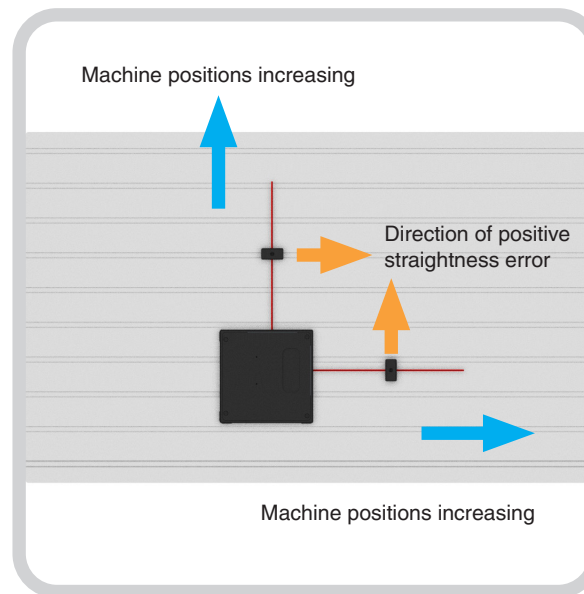 Machine positions increasing
Direction of positive
straightness error
Machine positions increasing